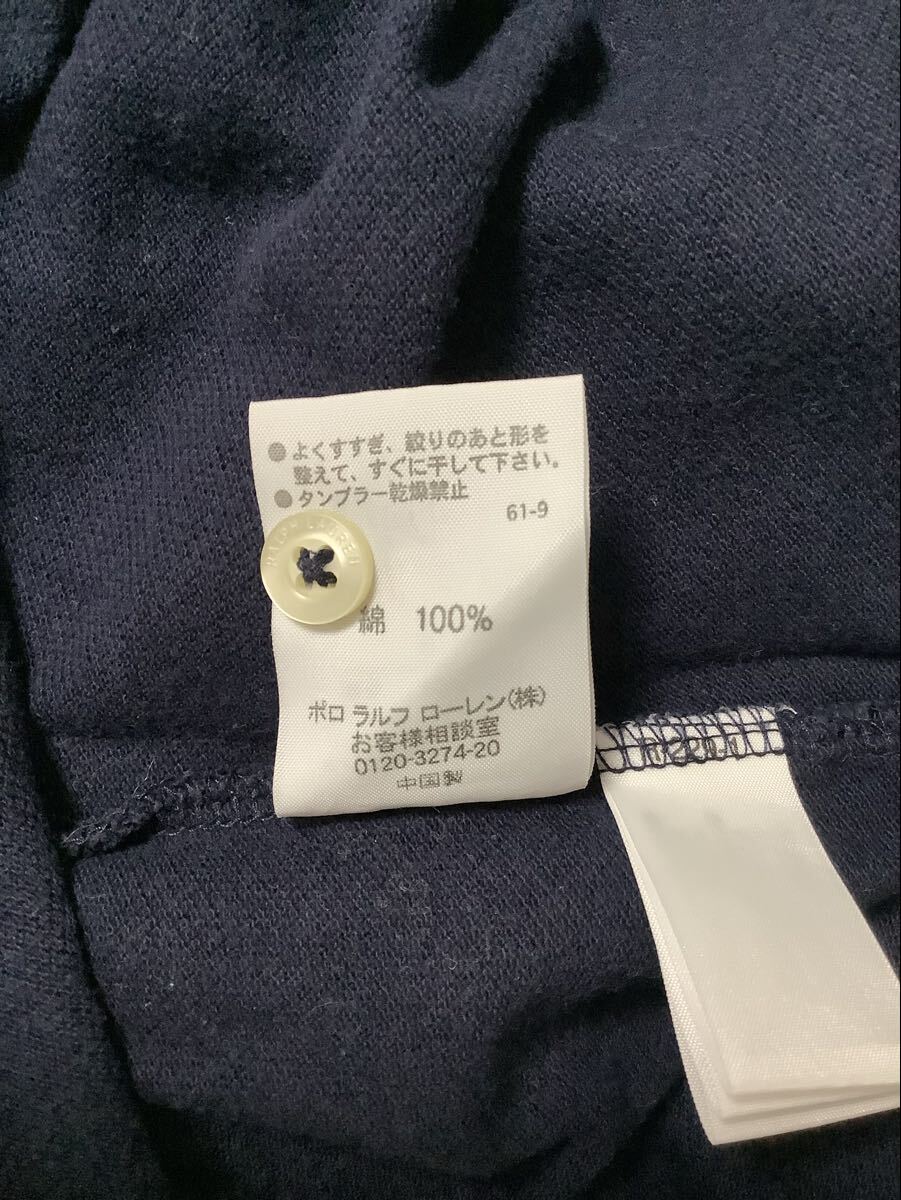 ●よくすすぎ、絞りのあと形を
整えて、すぐに干して下さい。
●タンブラー乾燥禁止
61-9
RALPH LAUREN
綿 100%
ポロ ラルフ ローレン(株)
お客様相談室
0120-3274-20
中国製